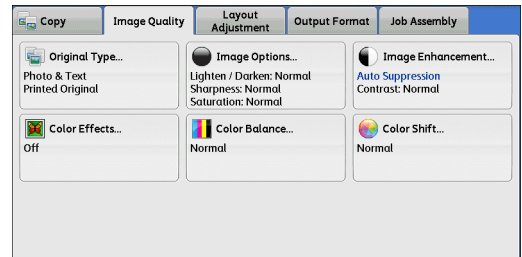 Copy
Image Quality
Layout
Adjustment
Output Format
Job Assembly
Original Type...
Photo & Text
Printed Original
Image Options...
Lighten / Darken: Normal
Sharpness: Normal
Saturation: Normal
Image Enhancement...
Auto Suppression
Contrast: Normal
Color Effects...
Off
Color Balance...
Normal
Color Shift...
Normal